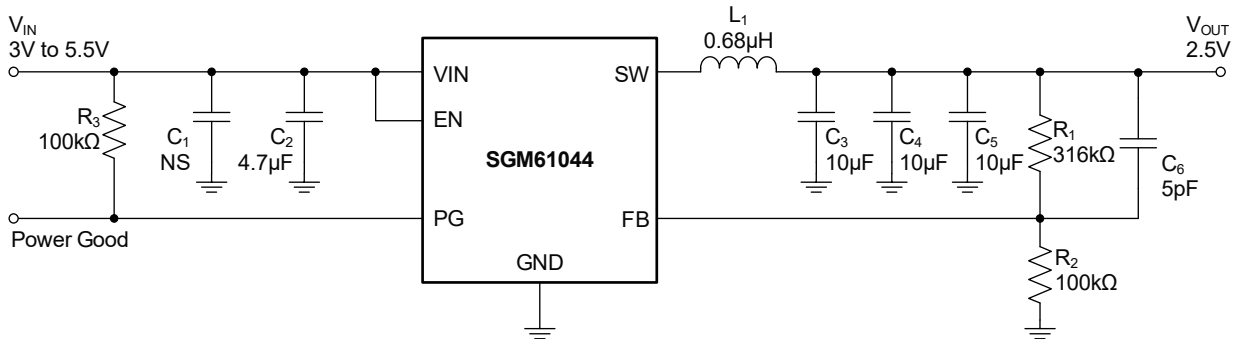 VIN
3V to 5.5V
R3
100kΩ
C1
NS
C2
4.7µF
Power Good
VIN
EN
PG
SGM61044
GND
SW
FB
L1
0.68µH
C3
10µF
C4
10µF
C5
10µF
R1
316kΩ
C6
5pF
R2
100kΩ
VOUT
2.5V